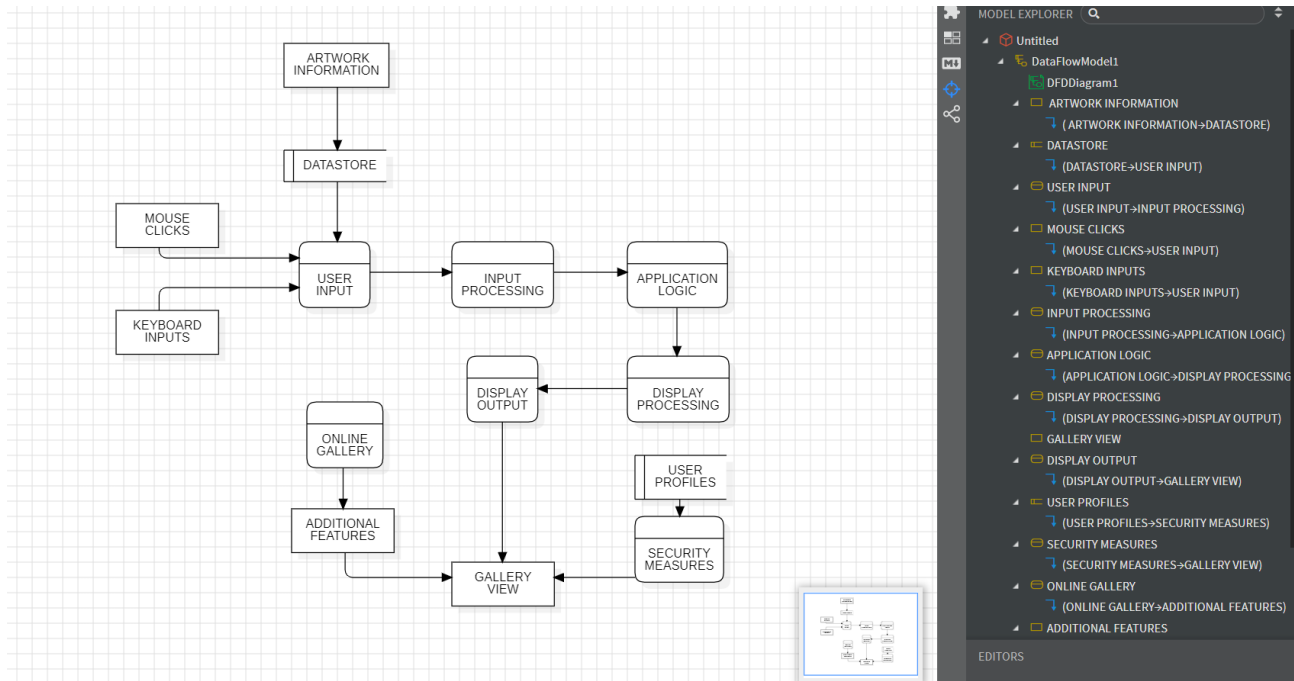 ARTWORK
INFORMATION
DATASTORE
MOUSE
CLICKS
KEYBOARD
INPUTS
USER
INPUT
INPUT
PROCESSING
APPLICATION
LOGIC
DISPLAY
OUTPUT
DISPLAY
PROCESSING
ONLINE
GALLERY
USER
PROFILES
ADDITIONAL
FEATURES
SECURITY
MEASURES
GALLERY
VIEW
M
MODEL EXPLORER
Untitled
DataFlowModel1
DFDDiagram1
ARTWORK INFORMATION
( ARTWORK INFORMATION→DATASTORE)
DATASTORE
(DATASTORE→USER INPUT)
USER INPUT
(USER INPUT→INPUT PROCESSING)
MOUSE CLICKS
(MOUSE CLICKS→USER INPUT)
KEYBOARD INPUTS
(KEYBOARD INPUTS→USER INPUT)
INPUT PROCESSING
(INPUT PROCESSING→APPLICATION LOGIC)
APPLICATION LOGIC
(APPLICATION LOGIC→DISPLAY PROCESSING
DISPLAY PROCESSING
(DISPLAY PROCESSING→DISPLAY OUTPUT)
GALLERY VIEW
DISPLAY OUTPUT
(DISPLAY OUTPUT→GALLERY VIEW)
USER PROFILES
(USER PROFILES→SECURITY MEASURES)
SECURITY MEASURES
(SECURITY MEASURES→GALLERY VIEW)
ONLINE GALLERY
(ONLINE GALLERY→ADDITIONAL FEATURES)
ADDITIONAL FEATURES
EDITORS